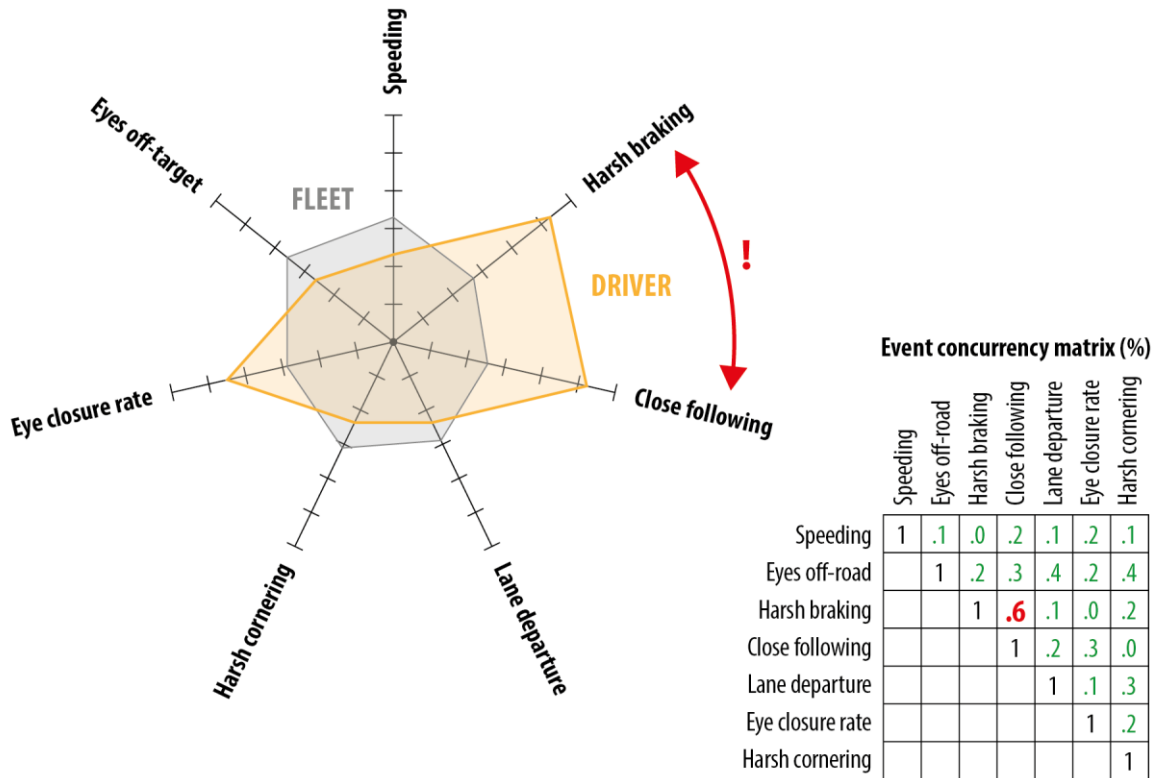 Speeding
Eyes off-target
Harsh braking
FLEET
!
DRIVER
Eye closure rate
Close following
Harsh cornering
Lane departure
Event concurrency matrix (%)
Speeding
Eyes off-road
Harsh braking
Close following
Lane departure
Eye closure rate
Harsh cornering
Speeding 1 .1 .0 .2 .1 .2 .1
Eyes off-road 1 .2 .3 .4 .2 .4
Harsh braking 1 .6 .1 .0 .2
Close following 1 .2 .3 .0
Lane departure 1 .1 .3
Eye closure rate 1 .2
Harsh cornering 1